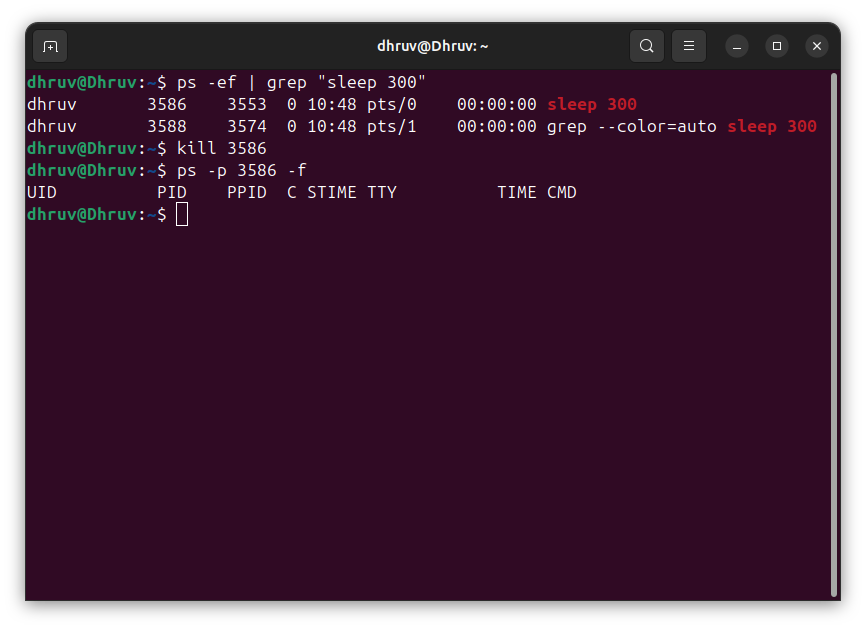 dhruv@Dhruv: ~
dhruv@Dhruv:~$ ps -ef | grep "sleep 300"
dhruv       3586    3553  0 10:48 pts/0    00:00:00 sleep 300
dhruv       3588    3574  0 10:48 pts/1    00:00:00 grep --color=auto sleep 300
dhruv@Dhruv:~$ kill 3586
dhruv@Dhruv:~$ ps -p 3586 -f
UID          PID    PPID  C STIME TTY          TIME CMD
dhruv@Dhruv:~$